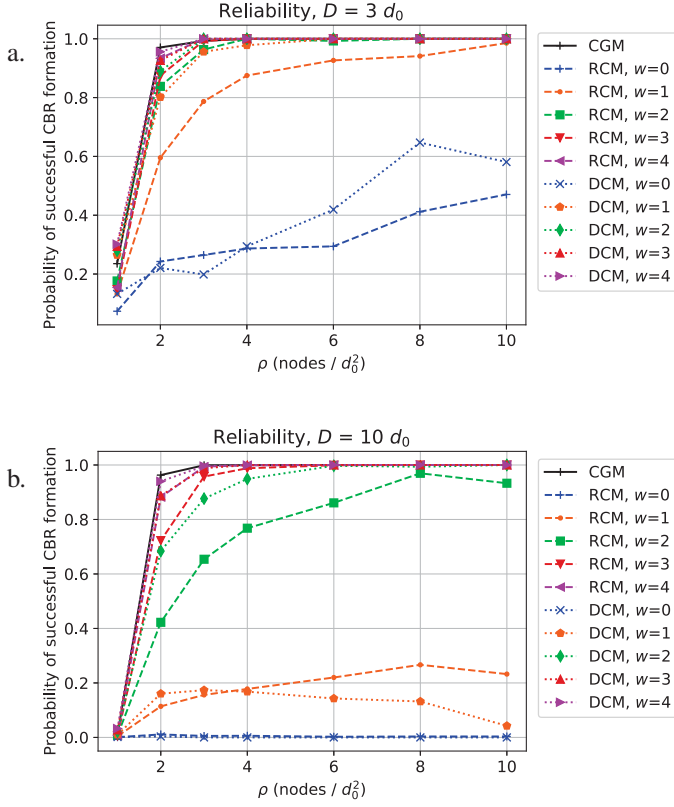 a.
Reliability, D = 3 d₀
Probability of successful CBR formation
1.0
0.8
0.6
0.4
0.2
2
4
6
8
10
ρ (nodes / d₀²)
CGM
RCM, w=0
RCM, w=1
RCM, w=2
RCM, w=3
RCM, w=4
DCM, w=0
DCM, w=1
DCM, w=2
DCM, w=3
DCM, w=4
b.
Reliability, D = 10 d₀
Probability of successful CBR formation
1.0
0.8
0.6
0.4
0.2
0.0
2
4
6
8
10
ρ (nodes / d₀²)
CGM
RCM, w=0
RCM, w=1
RCM, w=2
RCM, w=3
RCM, w=4
DCM, w=0
DCM, w=1
DCM, w=2
DCM, w=3
DCM, w=4